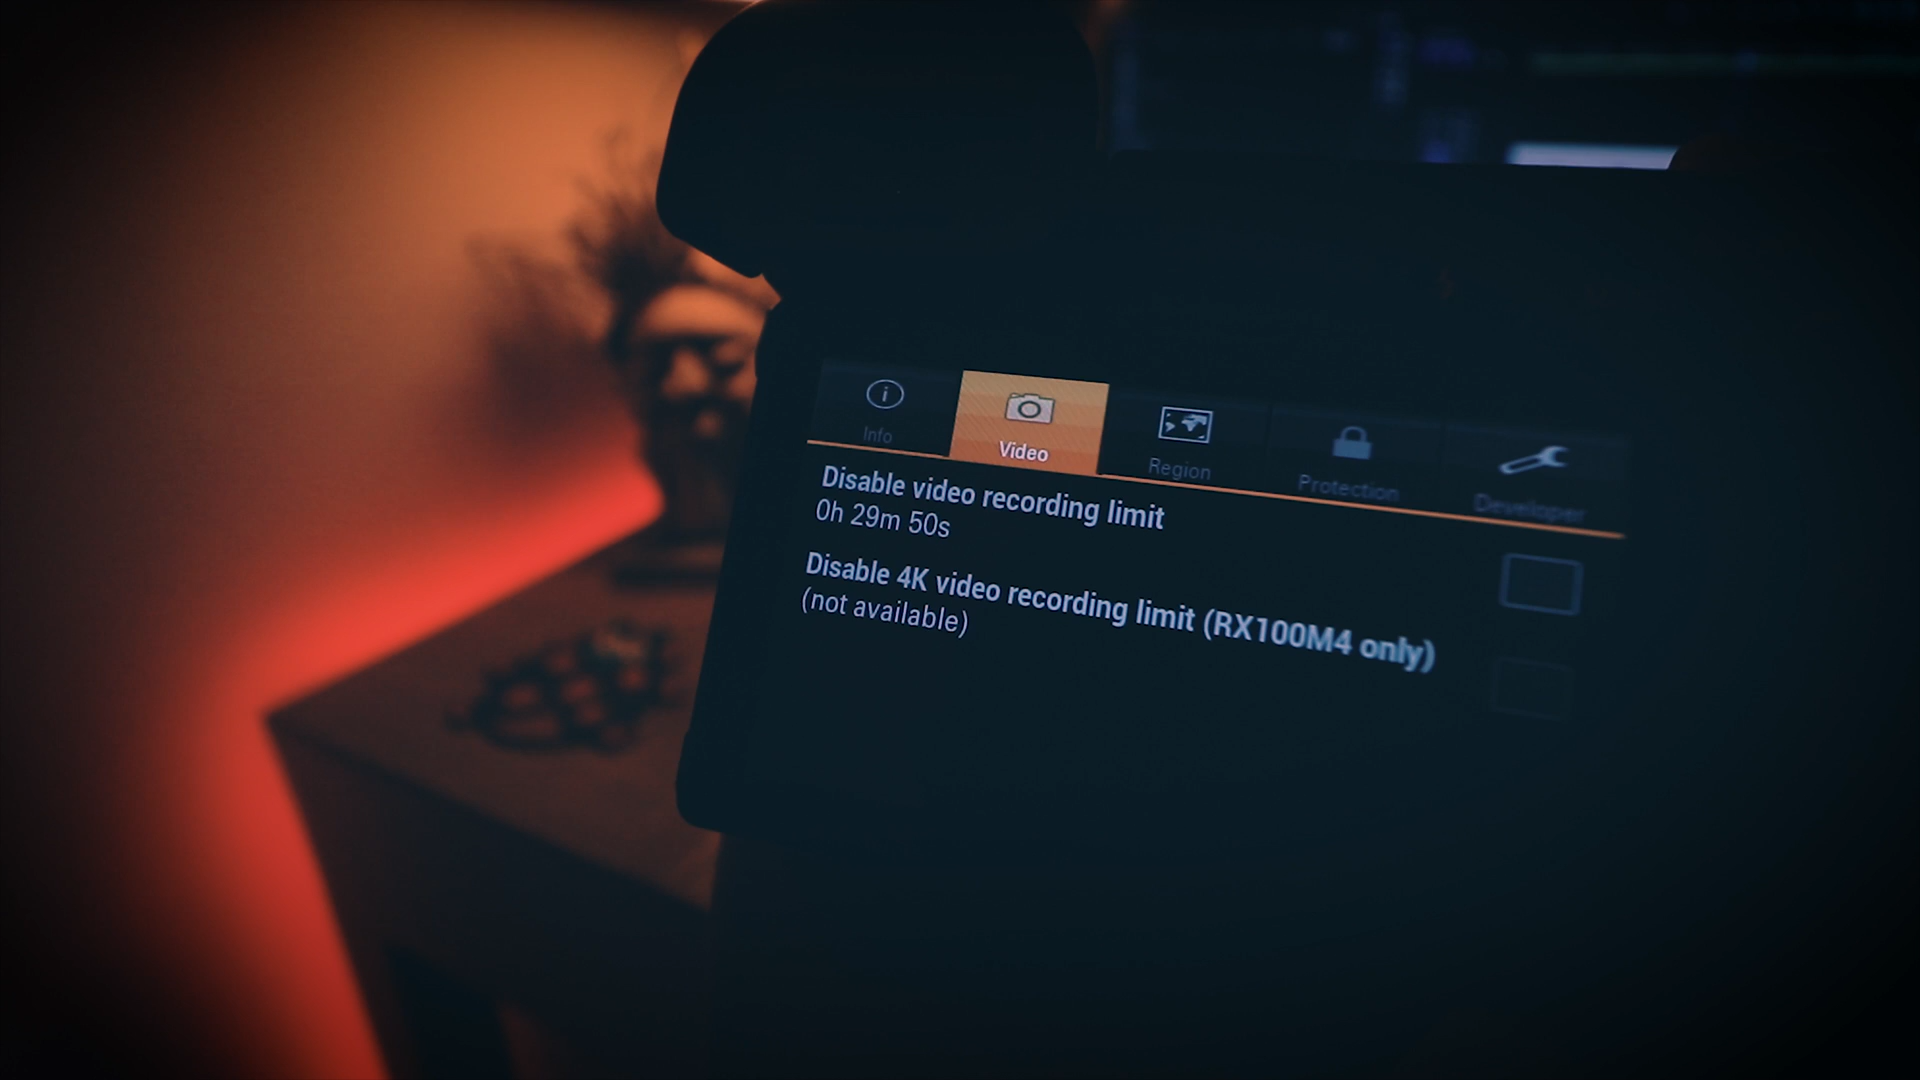 Info
Video
Region
Protection
Developer
Disable video recording limit
0h 29m 50s
Disable 4K video recording limit (RX100M4 only)
(not available)